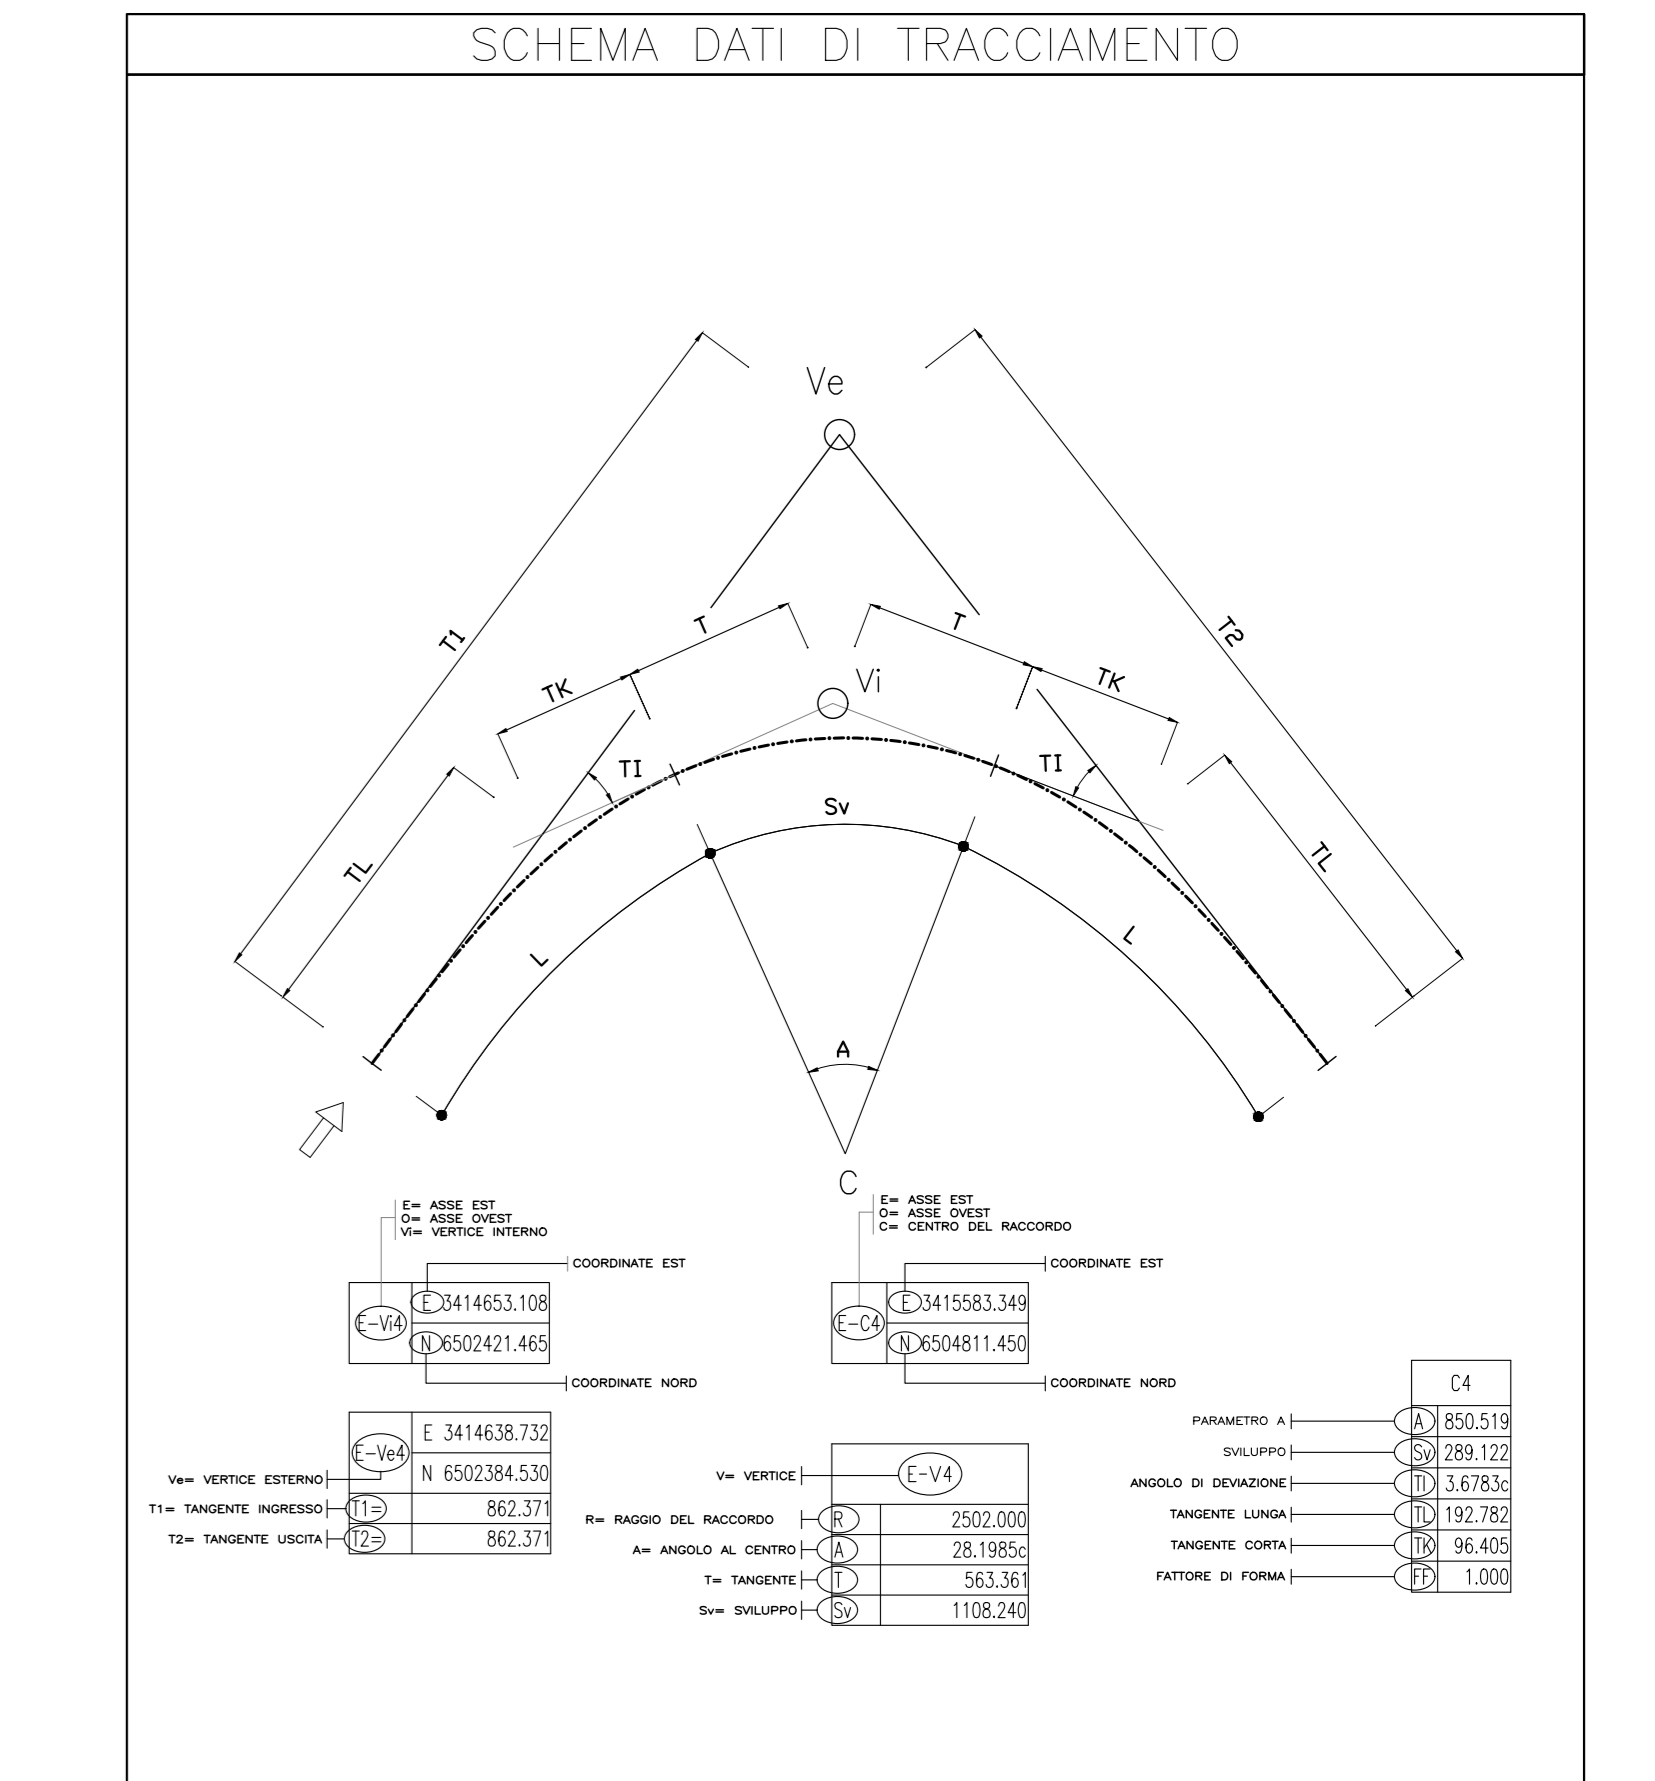 SCHEMA DATI DI TRACCIAMENTO
Ve
T1
T2
T
T
TK
TK
Vi
TI
TI
Sv
TL
TL
L
L
A
C
E= ASSE EST
O= ASSE OVEST
Vi= VERTICE INTERNO
COORDINATE EST
E-Vi4
E 3414653.108
N 6502421.465
COORDINATE NORD
E= ASSE EST
O= ASSE OVEST
C= CENTRO DEL RACCORDO
COORDINATE EST
E-C4
E 3415583.349
N 6504811.450
COORDINATE NORD
E-Ve4
E 3414638.732
N 6502384.530
Ve= VERTICE ESTERNO
T1= TANGENTE INGRESSO T1= 862.371
T2= TANGENTE USCITA T2= 862.371
V= VERTICE E-V4
R= RAGGIO DEL RACCORDO R 2502.000
A= ANGOLO AL CENTRO A 28.1985c
T= TANGENTE T 563.361
Sv= SVILUPPO Sv 1108.240
C4
PARAMETRO A A 850.519
SVILUPPO Sv 289.122
ANGOLO DI DEVIAZIONE TI 3.6783c
TANGENTE LUNGA TL 192.782
TANGENTE CORTA TK 96.405
FATTORE DI FORMA FF 1.000